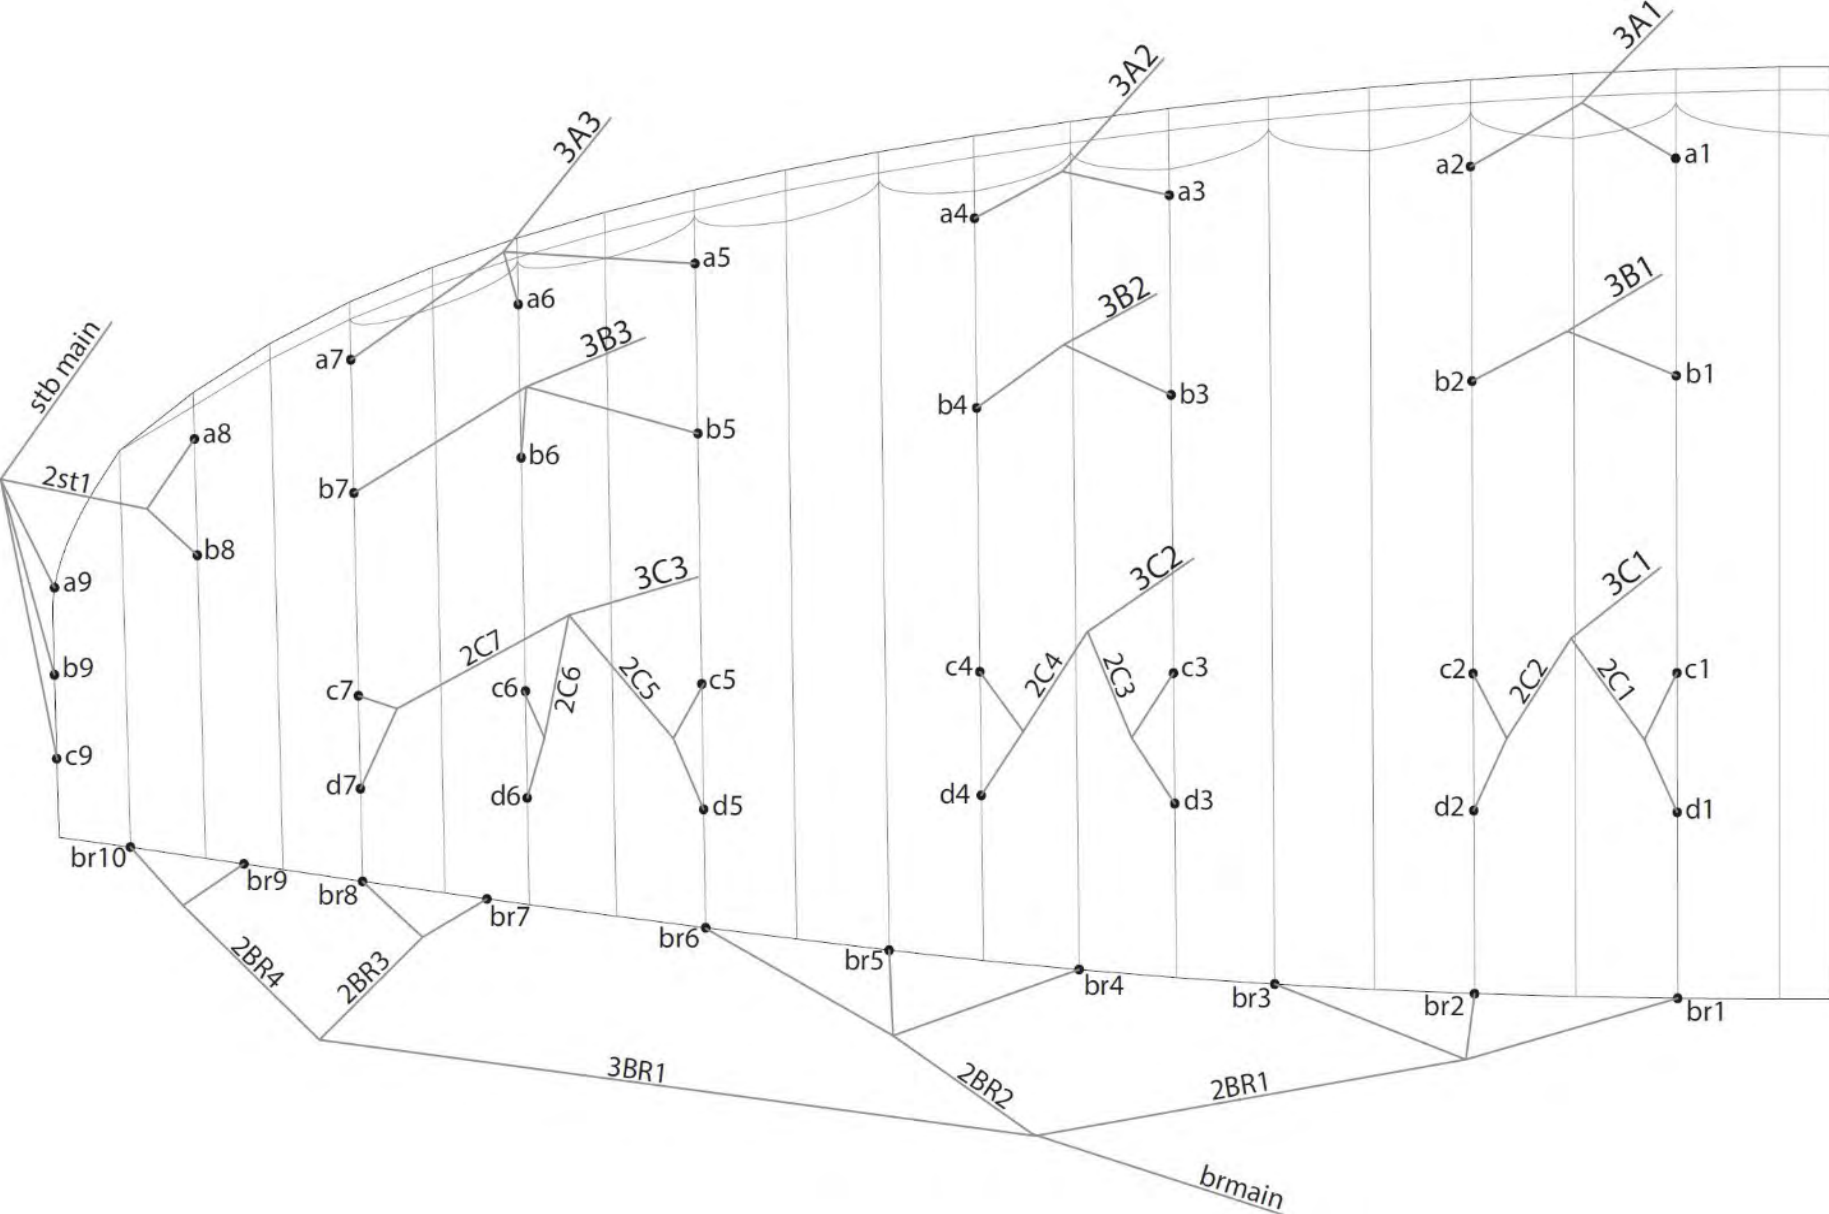 3A1
3A2
a1
a2
3A3
a3
a4
a5
3B1
a6
3B2
stb main
3B3
a7
b1
b2
b3
b4
a8
b5
b6
2st1
b7
b8
3C2
3C1
3C3
a9
2C7
b9
c7
c6
2C6
2C5
c5
c4
2C4
2C3
c3
c2
2C2
2C1
c1
c9
d7
d6
d5
d4
d3
d2
d1
br10
br9
br8
br7
br6
br5
br4
br3
br2
br1
2BR4
2BR3
3BR1
2BR2
2BR1
brmain